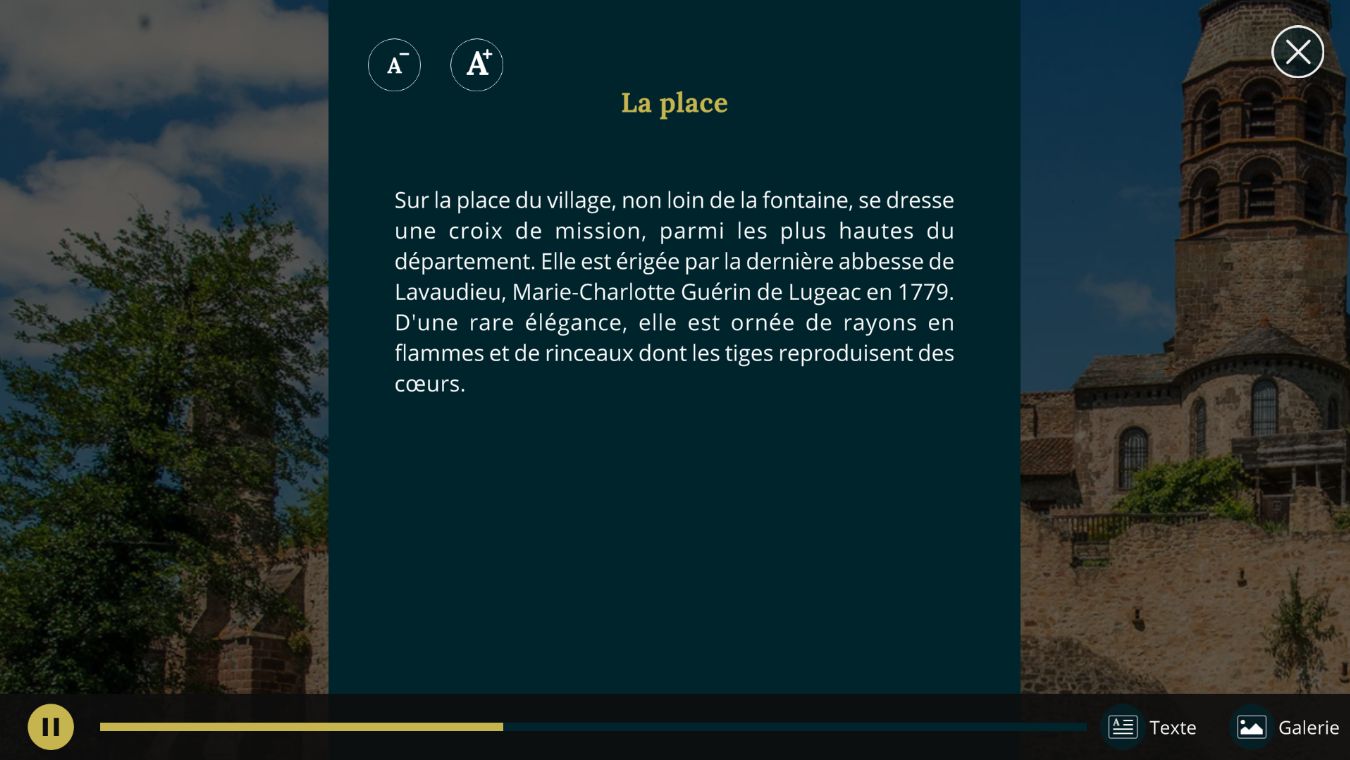 A- A+
La place
Sur la place du village, non loin de la fontaine, se dresse
une croix de mission, parmi les plus hautes du
département. Elle est érigée par la dernière abbesse de
Lavaudieu, Marie-Charlotte Guérin de Lugeac en 1779.
D'une rare élégance, elle est ornée de rayons en
flammes et de rinceaux dont les tiges reproduisent des
cœurs.
Texte Galerie